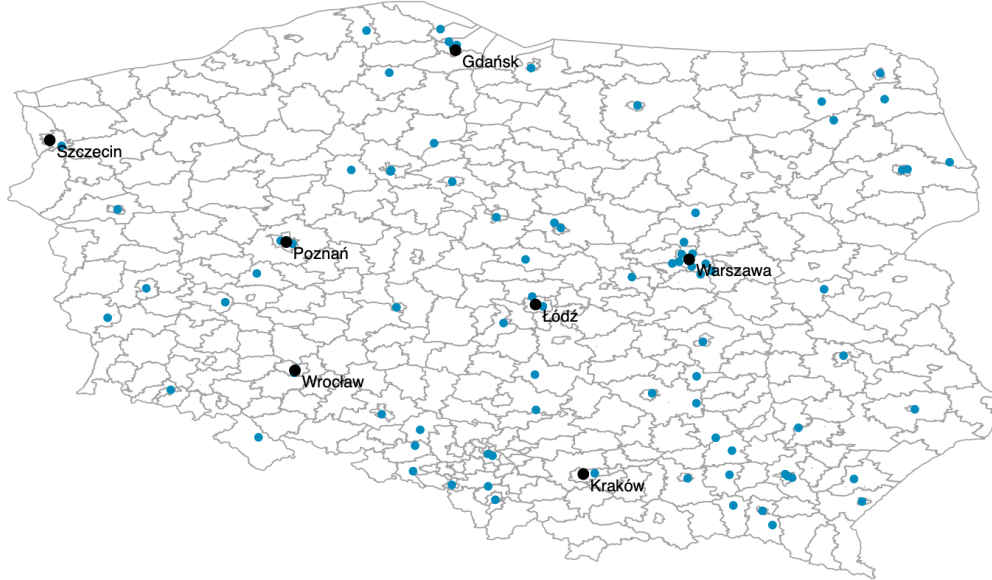 Gdańsk
Szczecin
Poznań
Warszawa
Łódź
Wrocław
Kraków